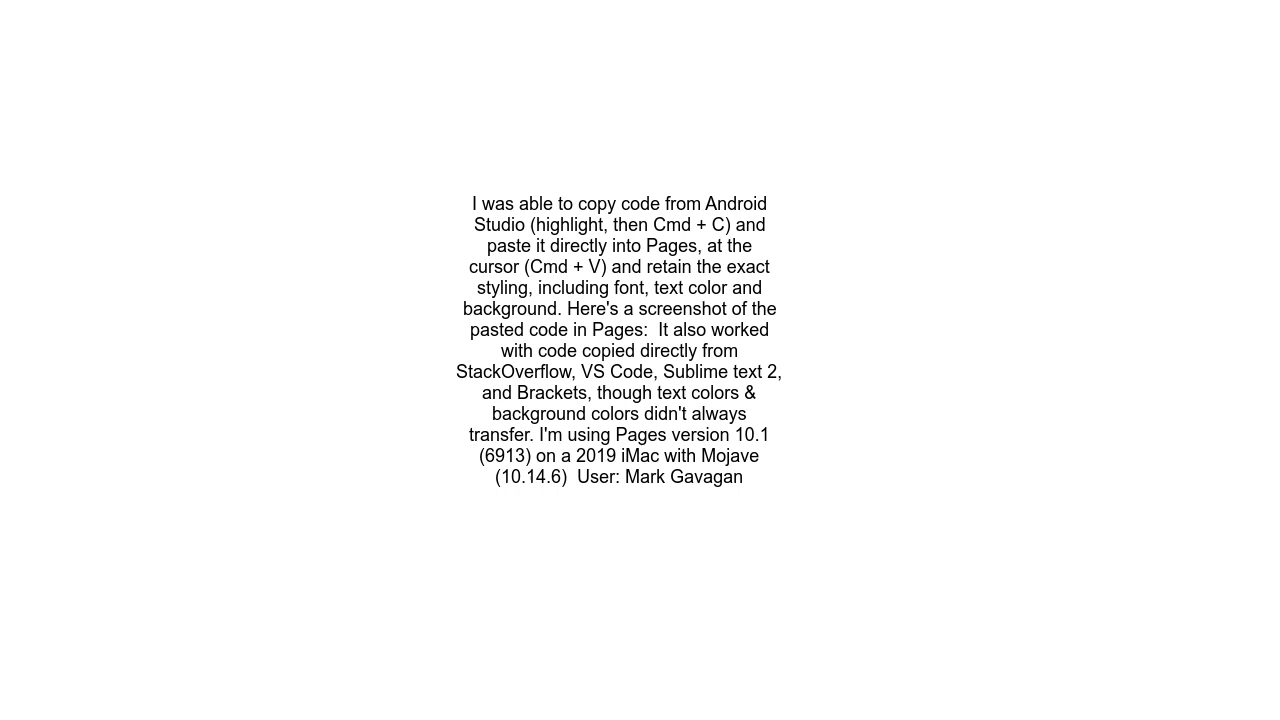 I was able to copy code from Android
Studio (highlight, then Cmd + C) and
paste it directly into Pages, at the
cursor (Cmd + V) and retain the exact
styling, including font, text color and
background. Here's a screenshot of the
pasted code in Pages:  It also worked
with code copied directly from
StackOverflow, VS Code, Sublime text 2,
and Brackets, though text colors &
background colors didn't always
transfer. I'm using Pages version 10.1
(6913) on a 2019 iMac with Mojave
(10.14.6)  User: Mark Gavagan